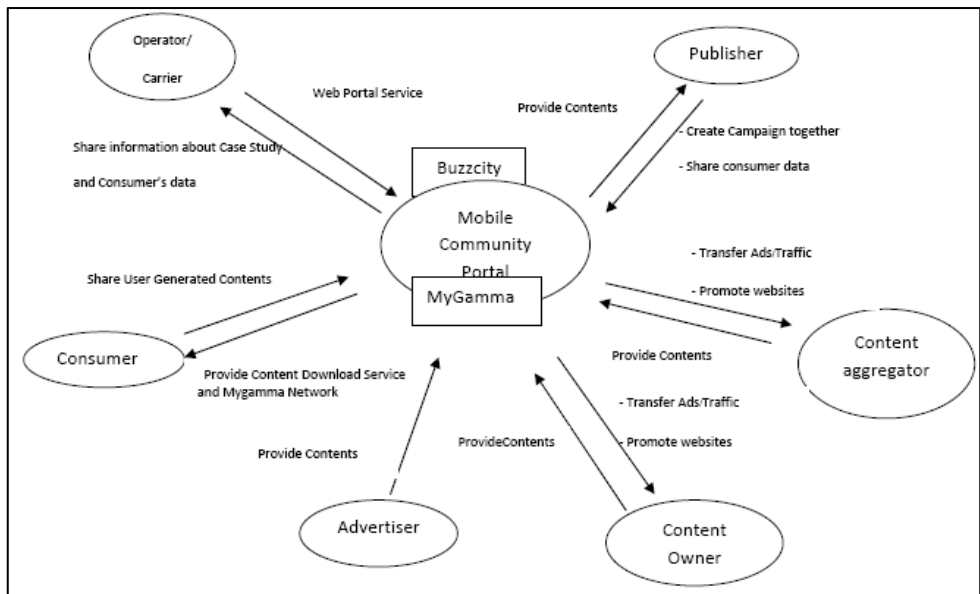 Operator/
Carrier
Publisher
Web Portal Service
Provide Contents
- Create Campaign together
- Share consumer data
Share information about Case Study
and Consumer's data
Buzzcity
Mobile
Community
Portal
MyGamma
- Transfer Ads/Traffic
- Promote websites
Share User Generated Contents
Consumer
Provide Contents
Content
aggregator
Provide Content Download Service
and Mygamma Network
- Transfer Ads/Traffic
- Promote websites
ProvideContents
Provide Contents
Advertiser
Content
Owner